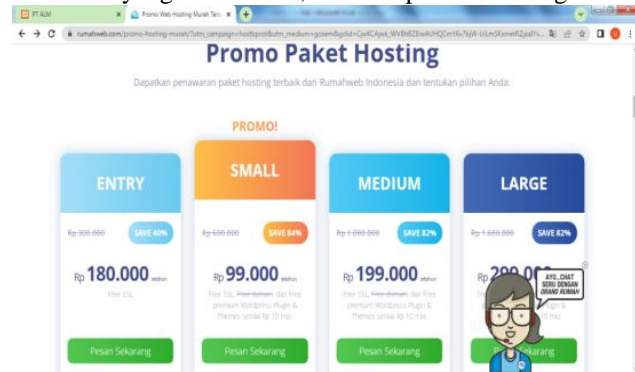 PT ALM
Promo Web Hosting Murah Ter
rumahweb.com/promo-hosting-murah/?utm_campaign=
Promo Paket Hosting
Dapatkan penawaran paket hosting terbaik dari Rumahweb Indonesia dan tentukan pilihan Anda:
PROMO!
ENTRY
SMALL
MEDIUM
LARGE
Rp 300.000 SAVE 40%
Rp 600.000 SAVE 84%
Rp 1.080.000 SAVE 82%
Rp 1.680.000 SAVE 82%
Rp 180.000
Rp 99.000
Rp 199.000
Rp 299.000
AYO..CHAT
SERU DENGAN
ORANG RUMAH!
Free SSL
Free SSL, Free domain, dan Free
premium Wordpress Plugin &
Themes senilai Rp 10 mio.
Free SSL, Free domain, dan Free
premium Wordpress Plugin &
Themes senilai Rp 10 mio.
Pesan Sekarang
Pesan Sekarang
Pesan Sekarang